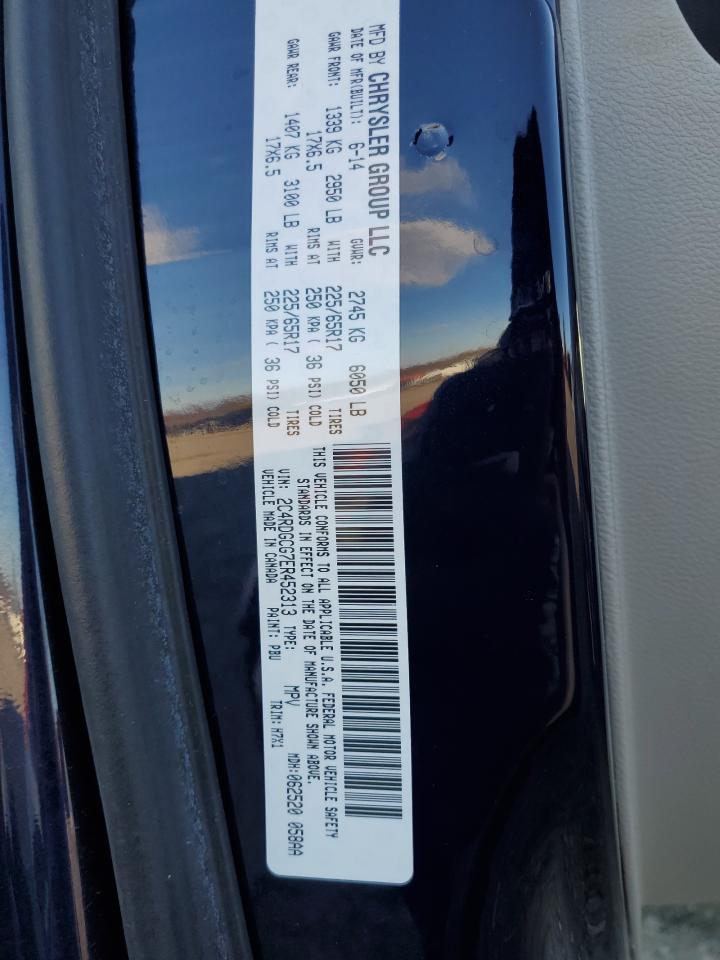 MFD BY CHRYSLER GROUP LLC
DATE OF MFR(BUILT): 6-14 GVWR: 2745 KG 6050 LB
GAWR FRONT: 1339 KG 2950 LB WITH 225/65R17 TIRES
17X6.5 RIMS AT 250 KPA ( 36 PSI) COLD
GAWR REAR: 1407 KG 3100 LB WITH 225/65R17 TIRES
17X6.5 RIMS AT 250 KPA ( 36 PSI) COLD
THIS VEHICLE CONFORMS TO ALL APPLICABLE U.S.A. FEDERAL MOTOR VEHICLE SAFETY
STANDARDS IN EFFECT ON THE DATE OF MANUFACTURE SHOWN ABOVE.
VIN: 2C4RDGCG7ER452313 TYPE: MPV MDH:062520 058AA
VEHICLE MADE IN CANADA PAINT: PBU TRIM:M7X1